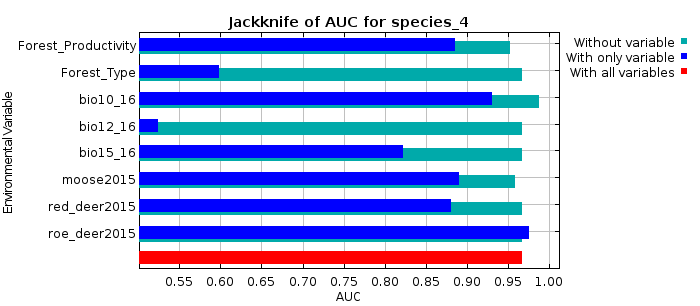 Jackknife of AUC for species_4
Environmental Variable
Forest_Productivity
Forest_Type
bio10_16
bio12_16
bio15_16
moose2015
red_deer2015
roe_deer2015
Without variable
With only variable
With all variables
0.55 0.60 0.65 0.70 0.75 0.80 0.85 0.90 0.95 1.00
AUC